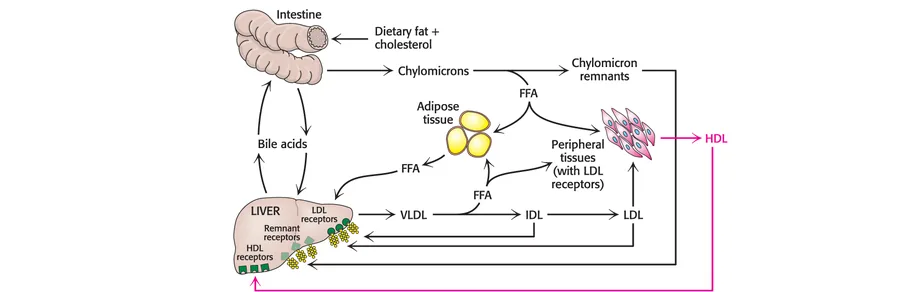 Intestine
Dietary fat +
cholesterol
Chylomicrons
Chylomicron
remnants
FFA
Adipose
tissue
HDL
Bile acids
Peripheral
tissues
(with LDL
receptors)
FFA
FFA
LIVER
LDL
receptors
VLDL
IDL
LDL
Remnant
receptors
HDL
receptors